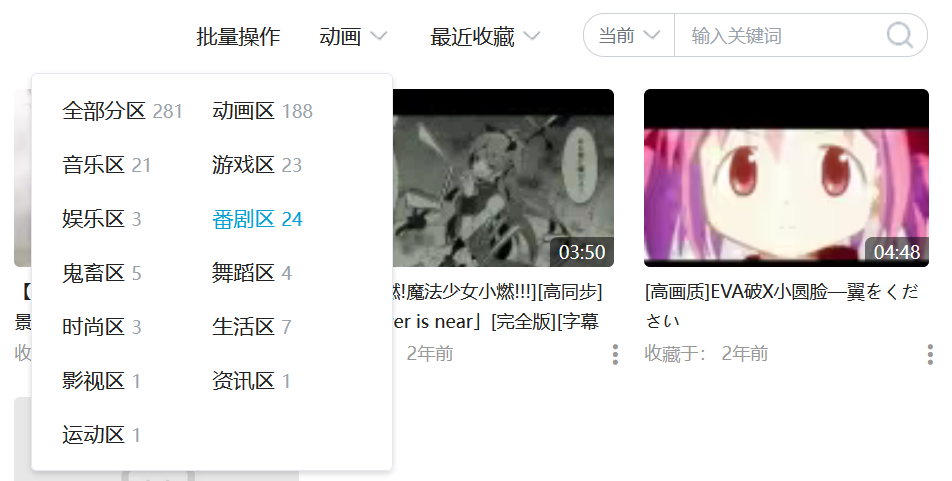 批量操作 动画 最近收藏 当前 输入关键词
全部分区 281 动画区 188
音乐区 21 游戏区 23
娱乐区 3 番剧区 24
鬼畜区 5 舞蹈区 4
时尚区 3 生活区 7
影视区 1 资讯区 1
运动区 1
03:50
燃!魔法少女小燃!!!][高同步]
er is near」[完全版][字幕
2年前
04:48
[高画质]EVA破X小圆脸—翼をくだ
さい
收藏于： 2年前
【
景
收